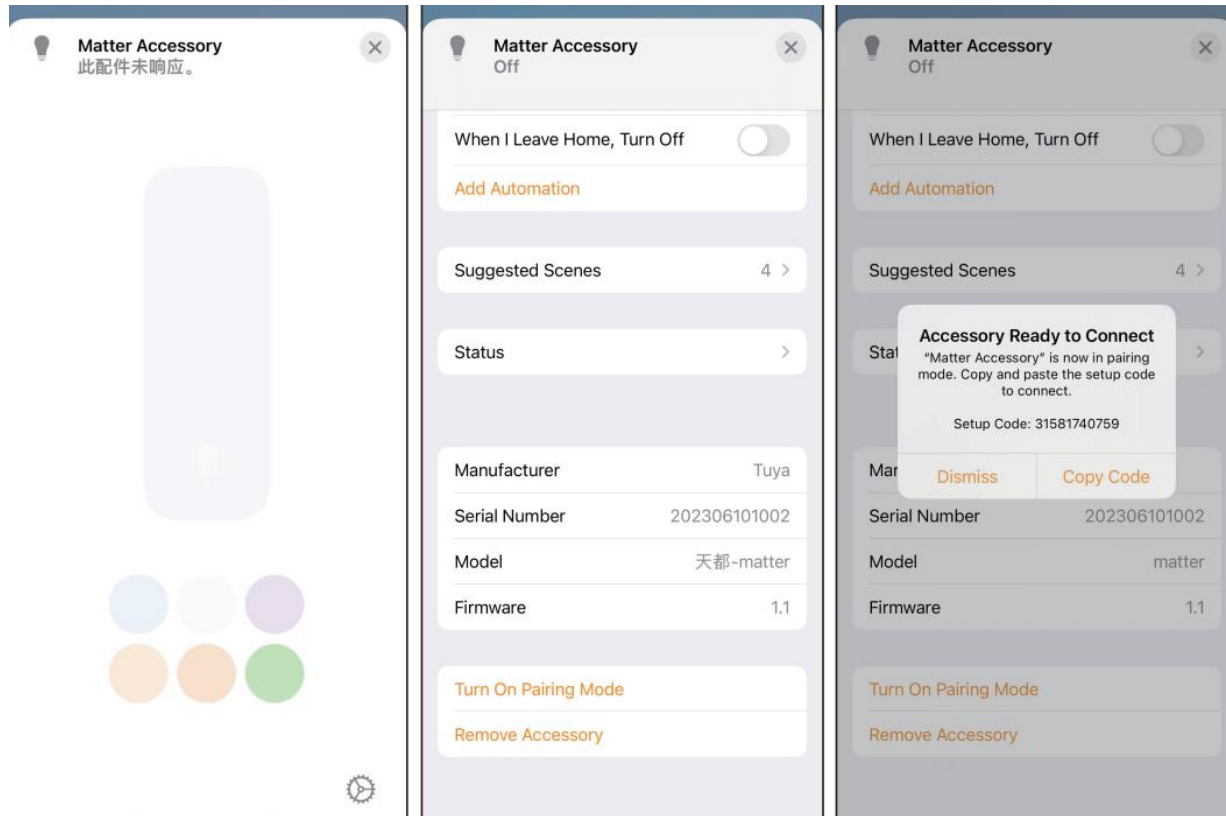 Matter Accessory
此配件未响应。
Matter Accessory
Off
When I Leave Home, Turn Off
Add Automation
Suggested Scenes 4
Status
Manufacturer Tuya
Serial Number 202306101002
Model 天都-matter
Firmware 1.1
Turn On Pairing Mode
Remove Accessory
Matter Accessory
Off
When I Leave Home, Turn Off
Add Automation
Suggested Scenes 4
Stat
Accessory Ready to Connect
“Matter Accessory” is now in pairing
mode. Copy and paste the setup code
to connect.
Setup Code: 31581740759
Dismiss Copy Code
Mar
Serial Number 202306101002
Model matter
Firmware 1.1
Turn On Pairing Mode
Remove Accessory